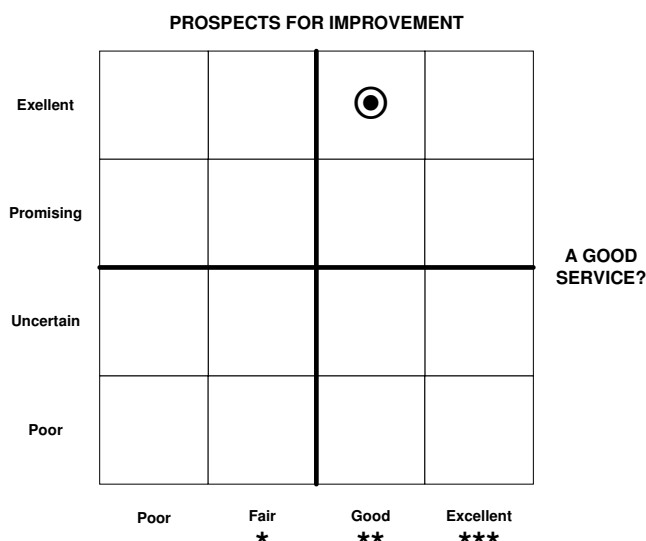 PROSPECTS FOR IMPROVEMENT
Exellent
Promising
A GOOD
SERVICE?
Uncertain
Poor
Poor Fair Good Excellent
* ** ***